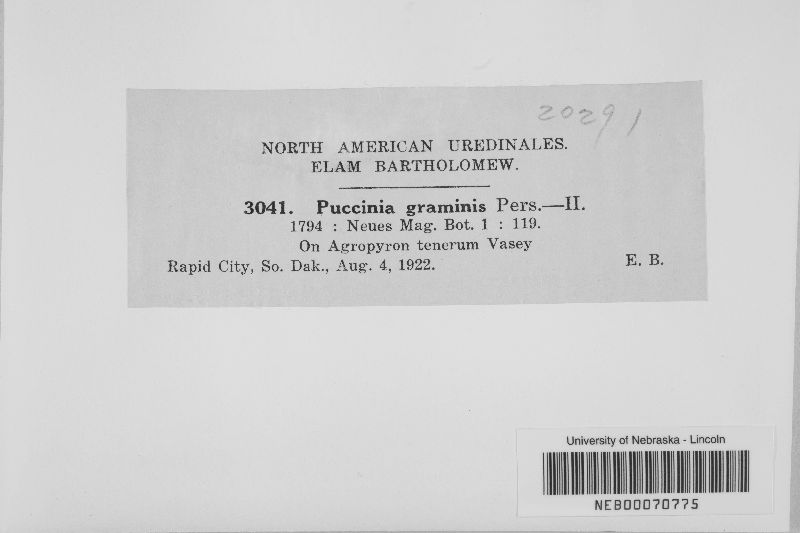 20291
NORTH AMERICAN UREDINALES.
ELAM BARTHOLOMEW.
3041. Puccinia graminis Pers.—II.
1794 : Neues Mag. Bot. 1 : 119.
On Agropyron tenerum Vasey
Rapid City, So. Dak., Aug. 4, 1922. E. B.
University of Nebraska - Lincoln
NEB00070775